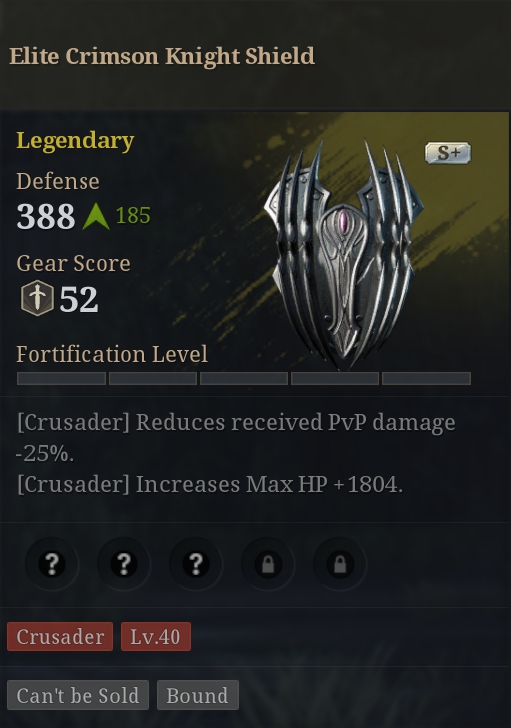 Elite Crimson Knight Shield
Legendary
S+
Defense
388 185
Gear Score
52
Fortification Level
[Crusader] Reduces received PvP damage
-25%.
[Crusader] Increases Max HP +1804.
? ? ?
Crusader Lv.40
Can't be Sold Bound